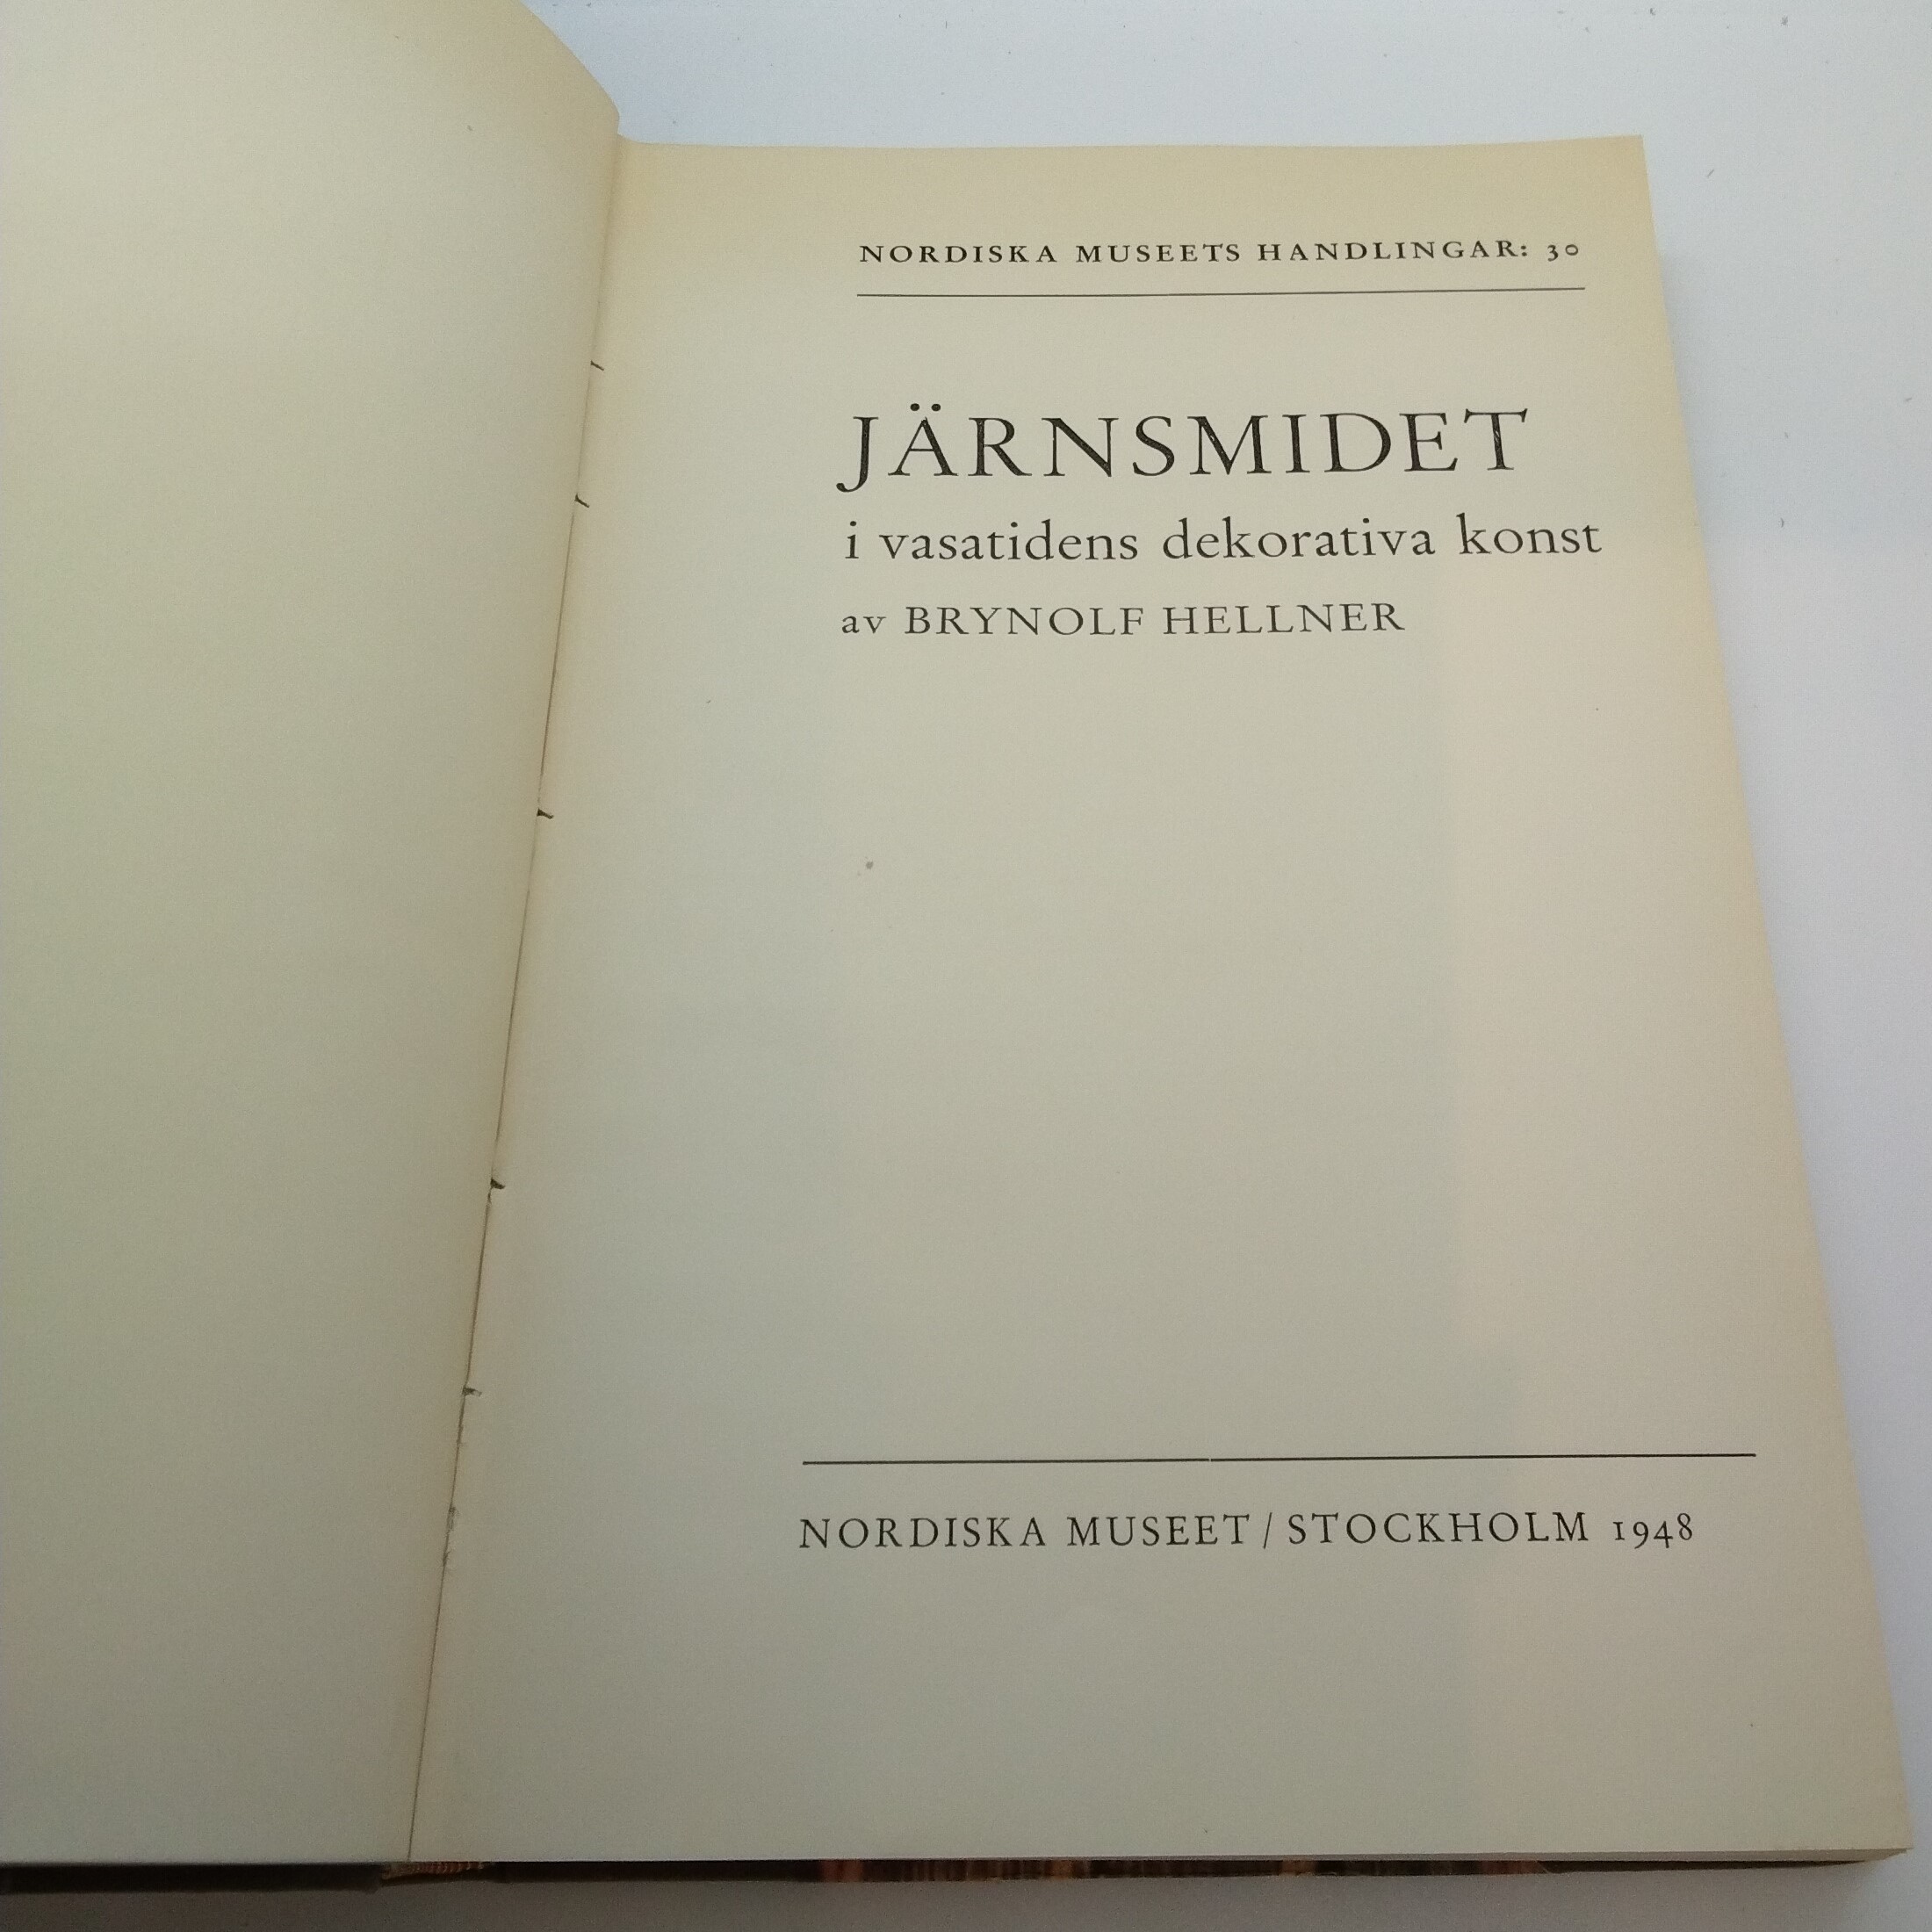 NORDISKA MUSEETS HANDLINGAR: 30
JÄRNSMIDET
i vasatidens dekorativa konst
av BRYNOLF HELLNER
NORDISKA MUSEET / STOCKHOLM 1948